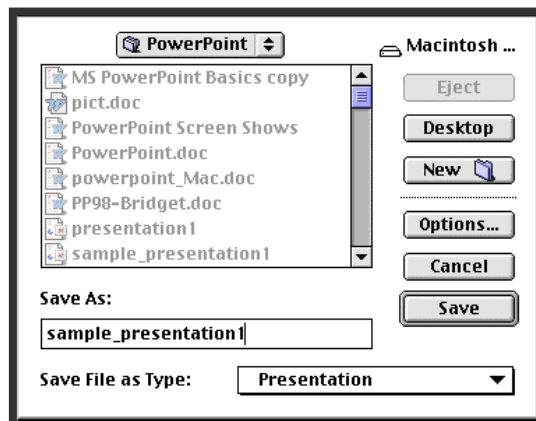 PowerPoint
Macintosh ...
MS PowerPoint Basics copy
pict.doc
PowerPoint Screen Shows
PowerPoint.doc
powerpoint_Mac.doc
PP98-Bridget.doc
presentation1
sample_presentation1
Eject
Desktop
New
Options...
Cancel
Save
Save As:
sample_presentation1
Save File as Type: Presentation